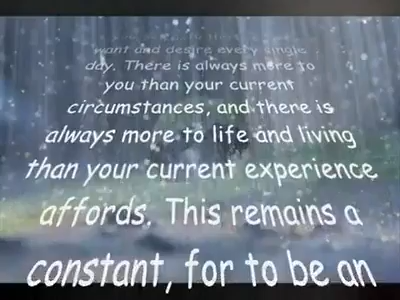 want and desire every single
day. There is always more to
you than your current
circumstances, and there is
always more to life and living
than your current experience
affords. This remains a
constant, for to be an